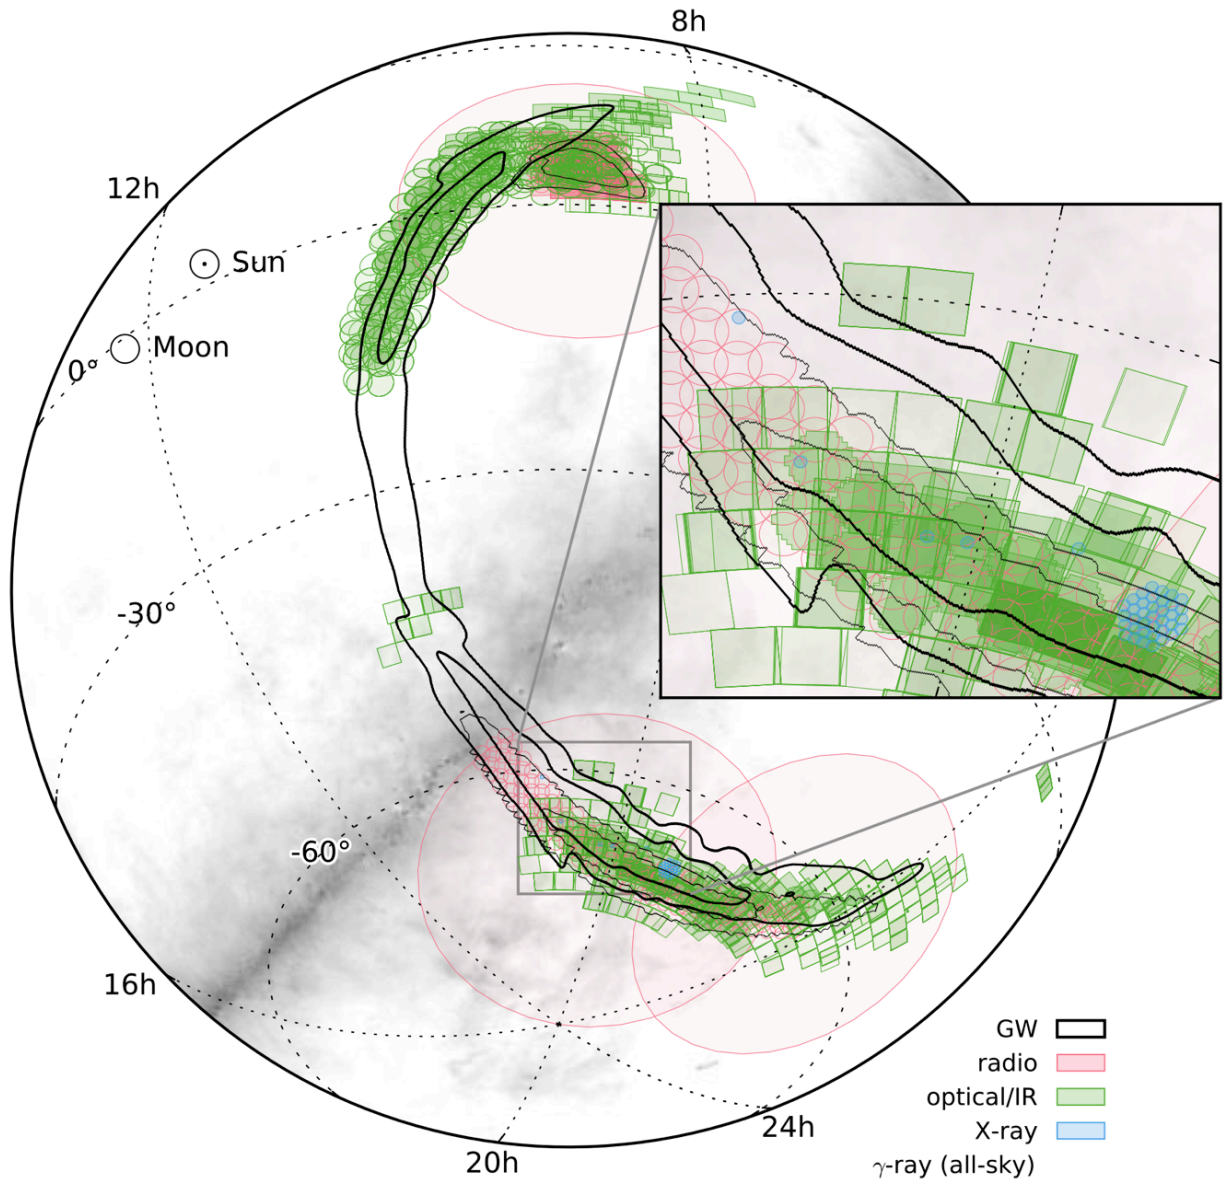 8h
12h
Sun
Moon
0°
-30°
-60°
16h
20h
24h
GW
radio
optical/IR
X-ray
γ-ray (all-sky)